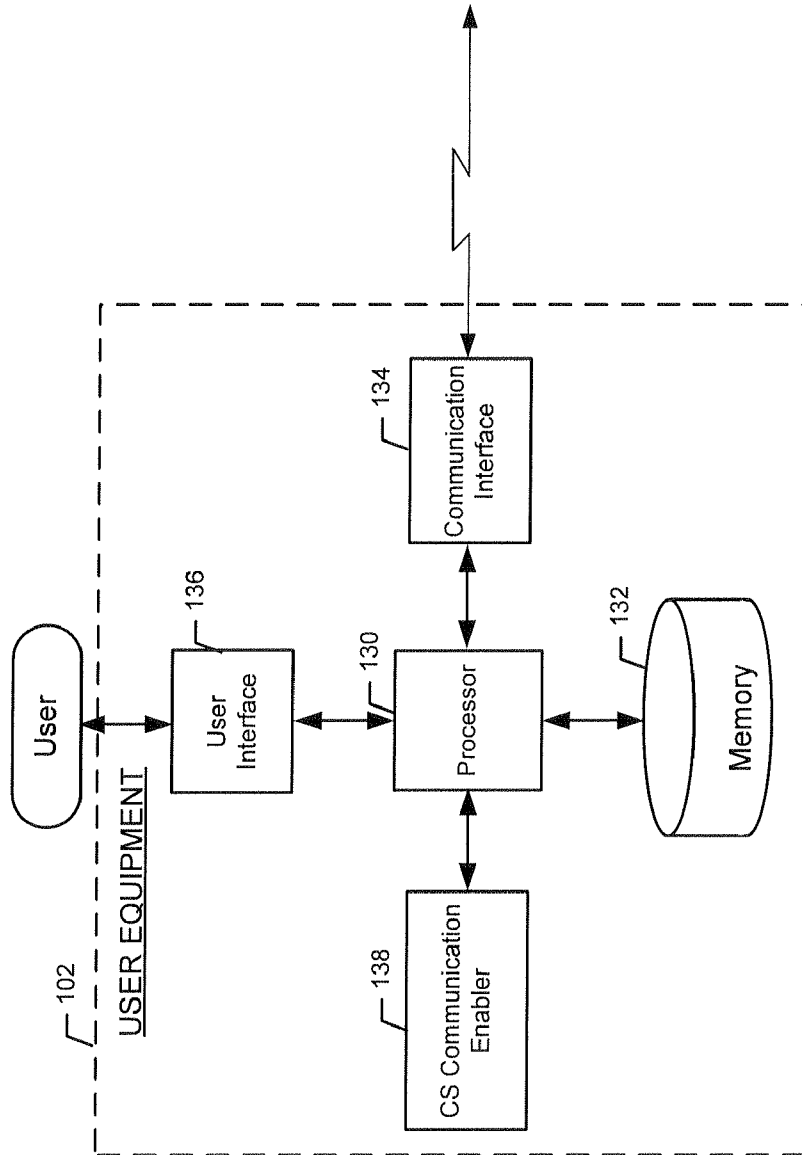 User
102
USER EQUIPMENT
136
User
Interface
138
CS Communication
Enabler
130
Processor
134
Communication
Interface
132
Memory